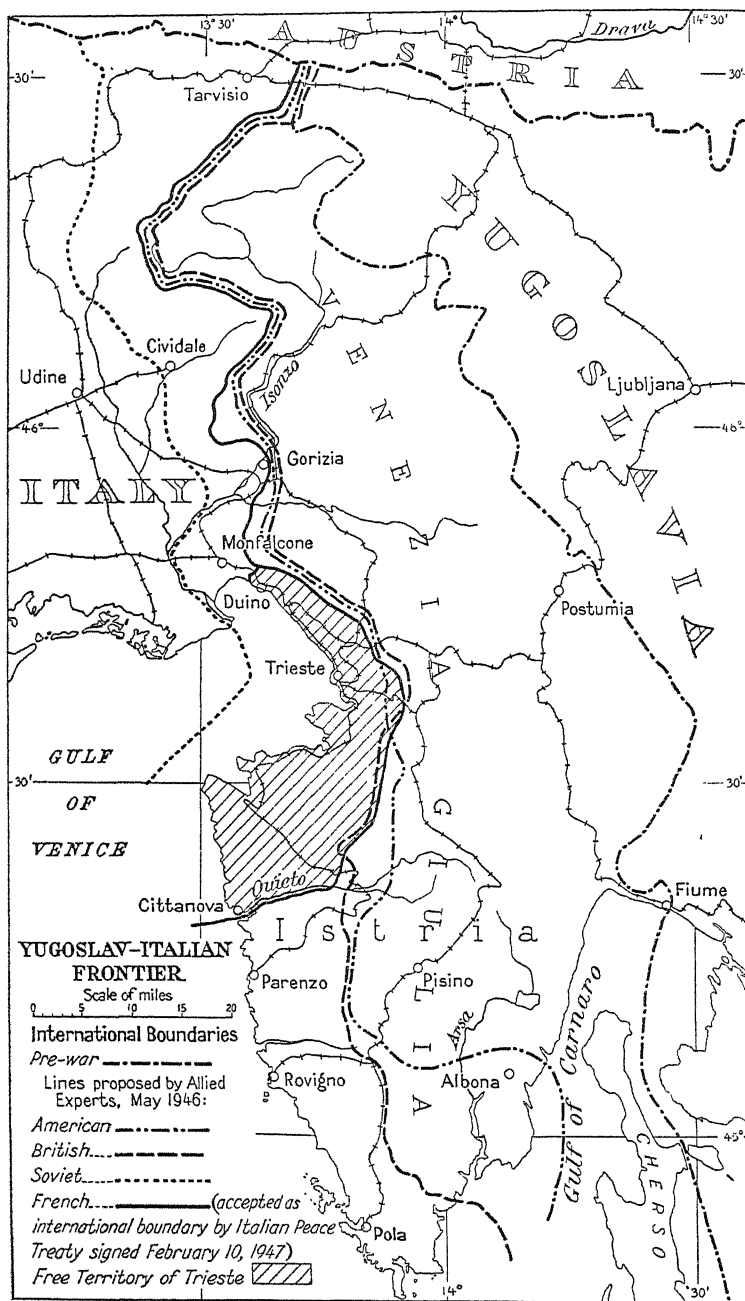 13°30'
14°
14°30'
AUSTRIA
Drava
30'
30'
Tarvisio
YUGOSLAVIA
VENEZIA GIULIA
Cividale
Udine
Isonzo
Ljubljana
46°
46°
Gorizia
ITALY
Monfalcone
Duino
Postumia
Trieste
GULF
OF
VENICE
30'
30'
Quieto
Cittanova
Fiume
Istria
YUGOSLAV-ITALIAN
FRONTIER
Scale of miles
0 5 10 20
Parenzo
Pisino
Arsa
Gulf of Carnaro
International Boundaries
Pre-war
Lines proposed by Allied
Experts, May 1946:
Rovigno
Albona
American
British
45°
CHERSO
Soviet
French (accepted as
international boundary by Italian Peace
Treaty signed February 10, 1947)
Pola
Free Territory of Trieste
14°
30'